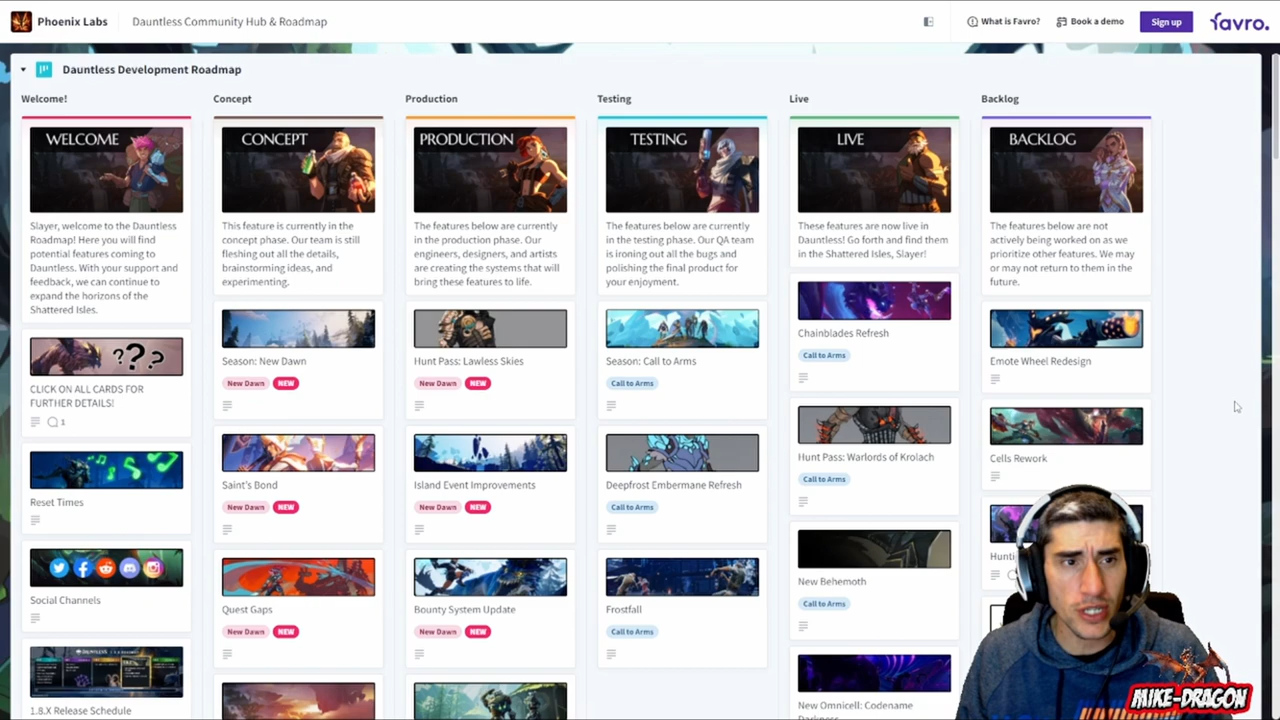 Phoenix Labs
Dauntless Community Hub & Roadmap
What is Favro?
Book a demo
Sign up
favro.
Dauntless Development Roadmap
Welcome!
WELCOME
Slayer, welcome to the Dauntless
Roadmap! Here you will find
potential features coming to
Dauntless. With your support and
feedback, we can continue to
expand the horizons of the
Shattered Isles.
???
CLICK ON ALL CARDS FOR
FURTHER DETAILS!
1
Reset Times
Social Channels
1.8.X Release Schedule
Concept
CONCEPT
This feature is currently in the
concept phase. Our team is still
fleshing out all the details,
brainstorming ideas, and
experimenting.
Season: New Dawn
New Dawn NEW
Saint's Bond
New Dawn NEW
Quest Gaps
New Dawn NEW
Production
PRODUCTION
The features below are currently
in the production phase. Our
engineers, designers, and artists
are creating the systems that will
bring these features to life.
Hunt Pass: Lawless Skies
New Dawn NEW
Island Event Improvements
New Dawn NEW
Bounty System Update
New Dawn NEW
Testing
TESTING
The features below are currently
in the testing phase. Our QA team
is ironing out all the bugs and
polishing the final product for
your enjoyment.
Season: Call to Arms
Call to Arms
Deepfrost Embermane Refresh
Call to Arms
Frostfall
Call to Arms
Live
LIVE
These features are now live in
Dauntless! Go forth and find them
in the Shattered Isles, Slayer!
Chainblades Refresh
Call to Arms
Hunt Pass: Warlords of Krolach
Call to Arms
New Behemoth
Call to Arms
New Omnicell: Codename
Darkness
Backlog
BACKLOG
The features below are not
actively being worked on as we
prioritize other features. We may
or may not return to them in the
future.
Emote Wheel Redesign
Cells Rework
Hunti
MIKE-DRAGON